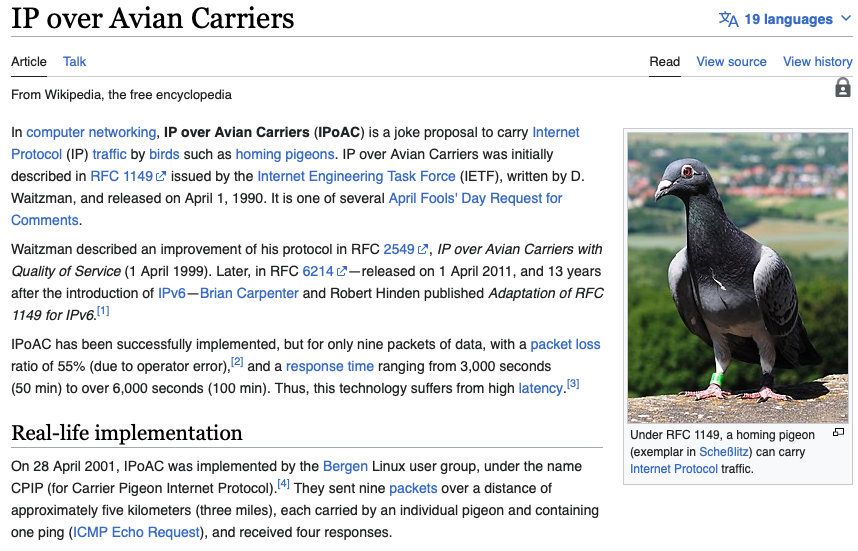 IP over Avian Carriers
19 languages
Article Talk
Read View source View history
From Wikipedia, the free encyclopedia
In computer networking, IP over Avian Carriers (IPoAC) is a joke proposal to carry Internet
Protocol (IP) traffic by birds such as homing pigeons. IP over Avian Carriers was initially
described in RFC 1149 issued by the Internet Engineering Task Force (IETF), written by D.
Waitzman, and released on April 1, 1990. It is one of several April Fools' Day Request for
Comments.
Waitzman described an improvement of his protocol in RFC 2549, IP over Avian Carriers with
Quality of Service (1 April 1999). Later, in RFC 6214—released on 1 April 2011, and 13 years
after the introduction of IPv6—Brian Carpenter and Robert Hinden published Adaptation of RFC
1149 for IPv6.[1]
IPoAC has been successfully implemented, but for only nine packets of data, with a packet loss
ratio of 55% (due to operator error),[2] and a response time ranging from 3,000 seconds
(50 min) to over 6,000 seconds (100 min). Thus, this technology suffers from high latency.[3]
Under RFC 1149, a homing pigeon
(exemplar in Scheßlitz) can carry
Internet Protocol traffic.
Real-life implementation
On 28 April 2001, IPoAC was implemented by the Bergen Linux user group, under the name
CPIP (for Carrier Pigeon Internet Protocol).[4] They sent nine packets over a distance of
approximately five kilometers (three miles), each carried by an individual pigeon and containing
one ping (ICMP Echo Request), and received four responses.